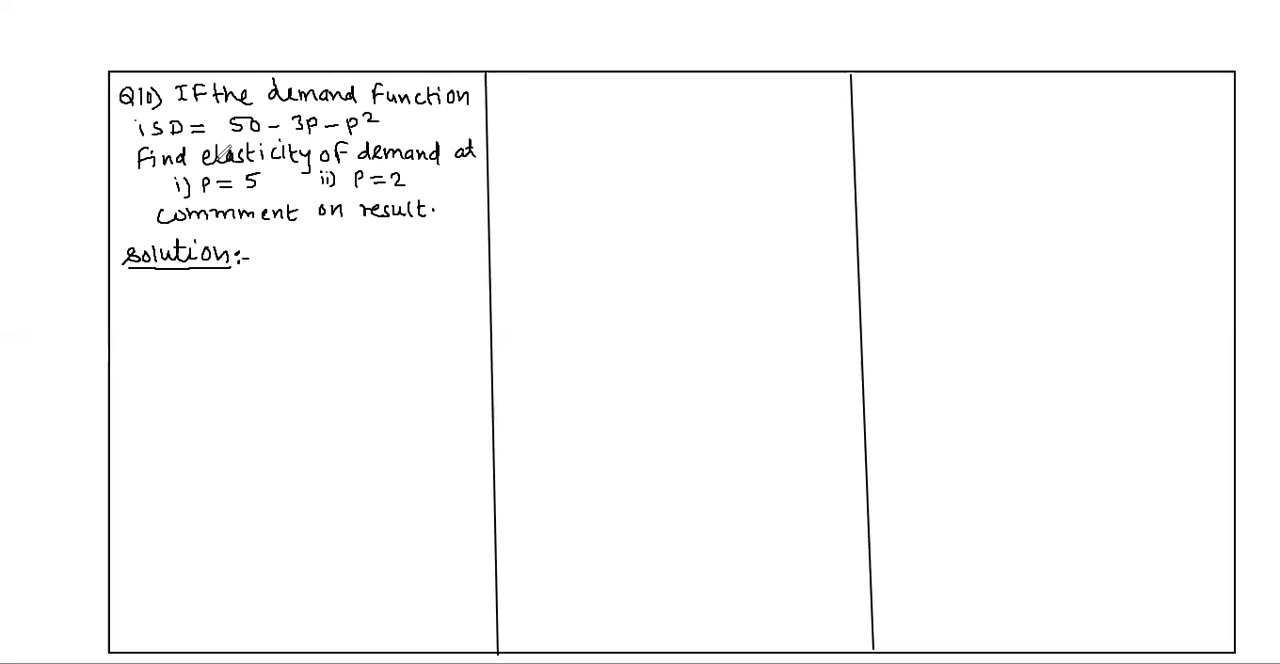 Q10) If the demand function
is D = 50 - 3p - p²
Find elasticity of demand at
i) p = 5 ii) p = 2
commment on result.
solution:-